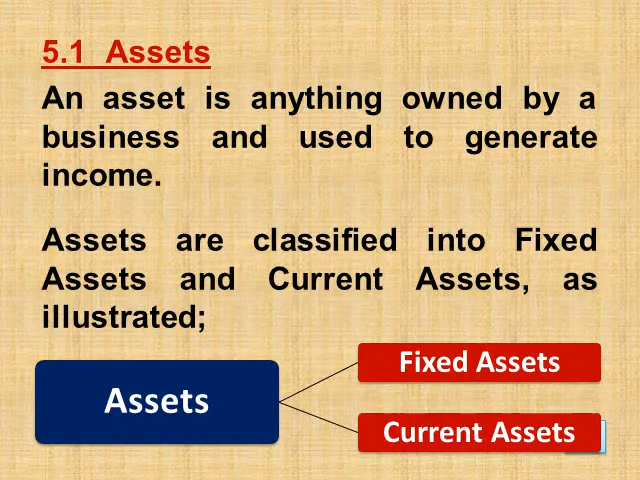 5.1 Assets
An asset is anything owned by a
business and used to generate
income.
Assets are classified into Fixed
Assets and Current Assets, as
illustrated;
Fixed Assets
Assets
Current Assets